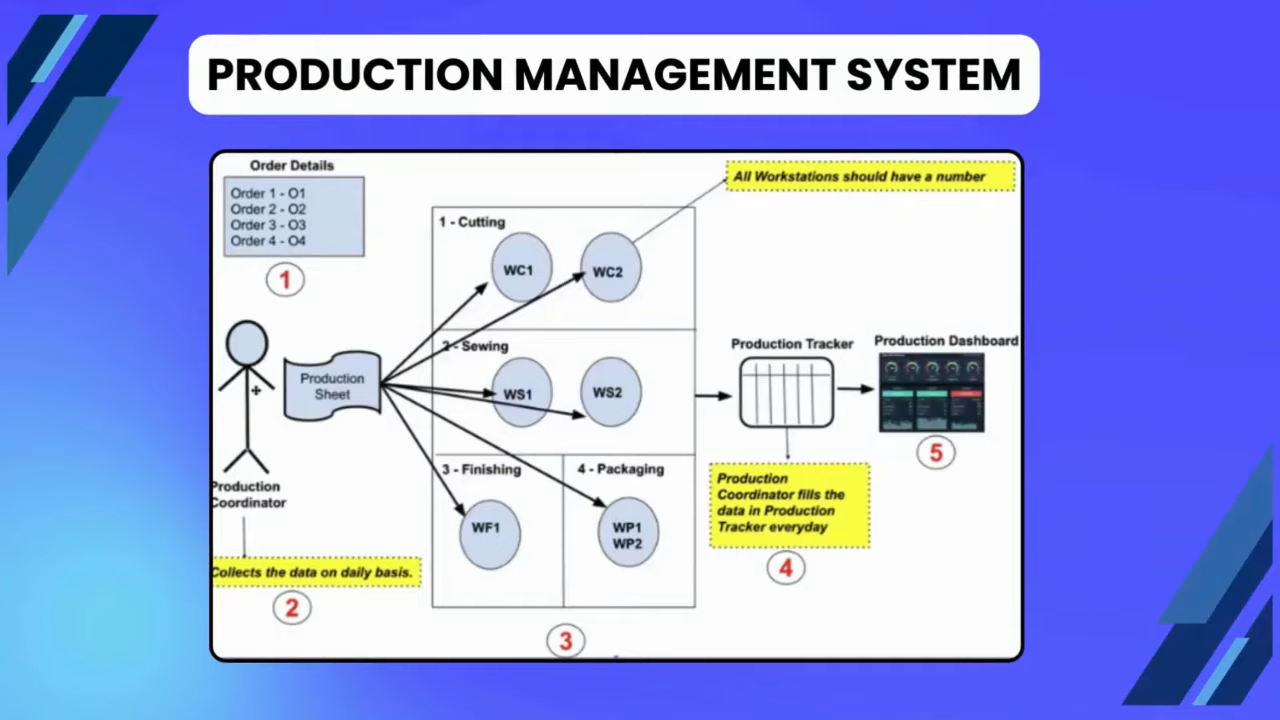 PRODUCTION MANAGEMENT SYSTEM
Order Details
Order 1 - O1
Order 2 - O2
Order 3 - O3
Order 4 - O4
1
Production
Sheet
Production
Coordinator
Collects the data on daily basis.
2
All Workstations should have a number
1 - Cutting
WC1
WC2
2 - Sewing
WS1
WS2
3 - Finishing
WF1
4 - Packaging
WP1
WP2
3
Production Tracker
Production
Coordinator fills the
data in Production
Tracker everyday
4
Production Dashboard
5